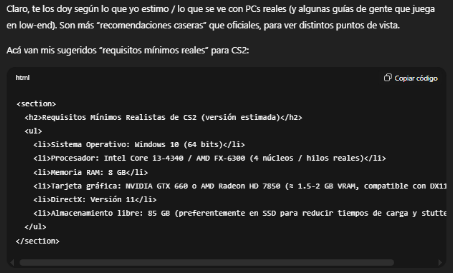 Claro, te los doy según lo que yo estimo / lo que se ve con PCs reales (y algunas guías de gente que juega
en low-end). Son más “recomendaciones caseras” que oficiales, para ver distintos puntos de vista.
Acá van mis sugeridos “requisitos mínimos reales” para CS2:
html
Copiar código
<section>
<h2>Requisitos Mínimos Realistas de CS2 (versión estimada)</h2>
<ul>
<li>Sistema Operativo: Windows 10 (64 bits)</li>
<li>Procesador: Intel Core i3-4340 / AMD FX-6300 (4 núcleos / hilos reales)</li>
<li>Memoria RAM: 8 GB</li>
<li>Tarjeta gráfica: NVIDIA GTX 660 o AMD Radeon HD 7850 (≈ 1.5-2 GB VRAM, compatible con DX11
<li>DirectX: Versión 11</li>
<li>Almacenamiento libre: 85 GB (preferentemente en SSD para reducir tiempos de carga y stutte
</ul>
</section>